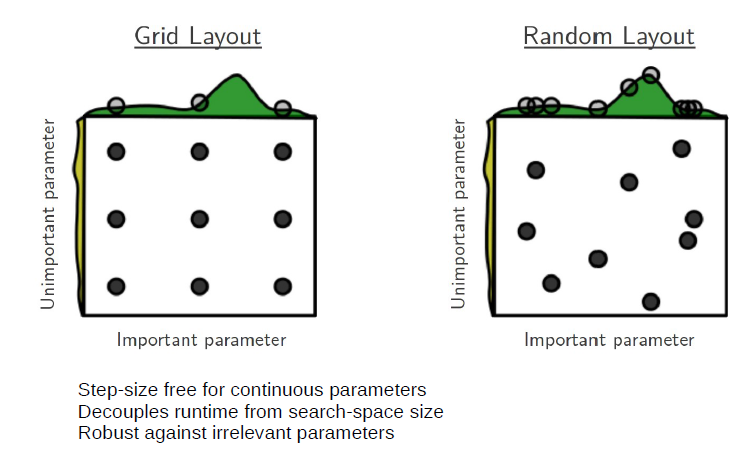 Grid Layout
Random Layout
Unimportant parameter
Unimportant parameter
Important parameter
Important parameter
Step-size free for continuous parameters
Decouples runtime from search-space size
Robust against irrelevant parameters